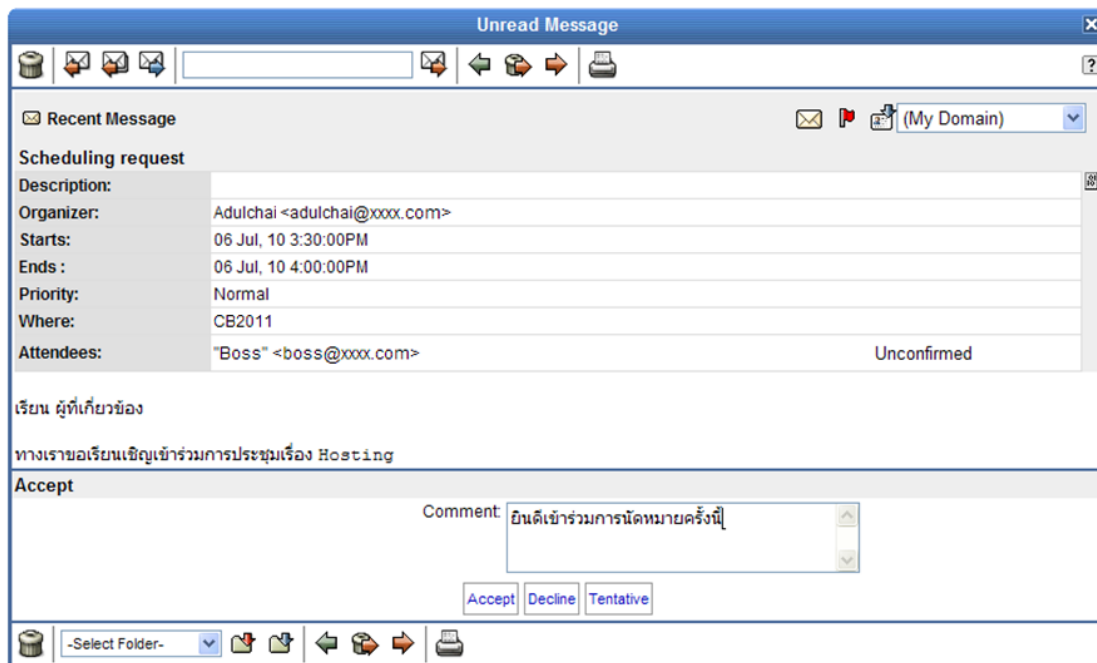 Unread Message
Recent Message
(My Domain)
Scheduling request
Description:
Organizer: Adulchai <adulchai@xxxx.com>
Starts: 06 Jul, 10 3:30:00PM
Ends : 06 Jul, 10 4:00:00PM
Priority: Normal
Where: CB2011
Attendees: "Boss" <boss@xxxx.com> Unconfirmed
เรียน ผู้ที่เกี่ยวข้อง
ทางเราขอเรียนเชิญเข้าร่วมการประชุมเรื่อง Hosting
Accept
Comment: ยินดีเข้าร่วมการนัดหมายครั้งนี้
Accept Decline Tentative
-Select Folder-